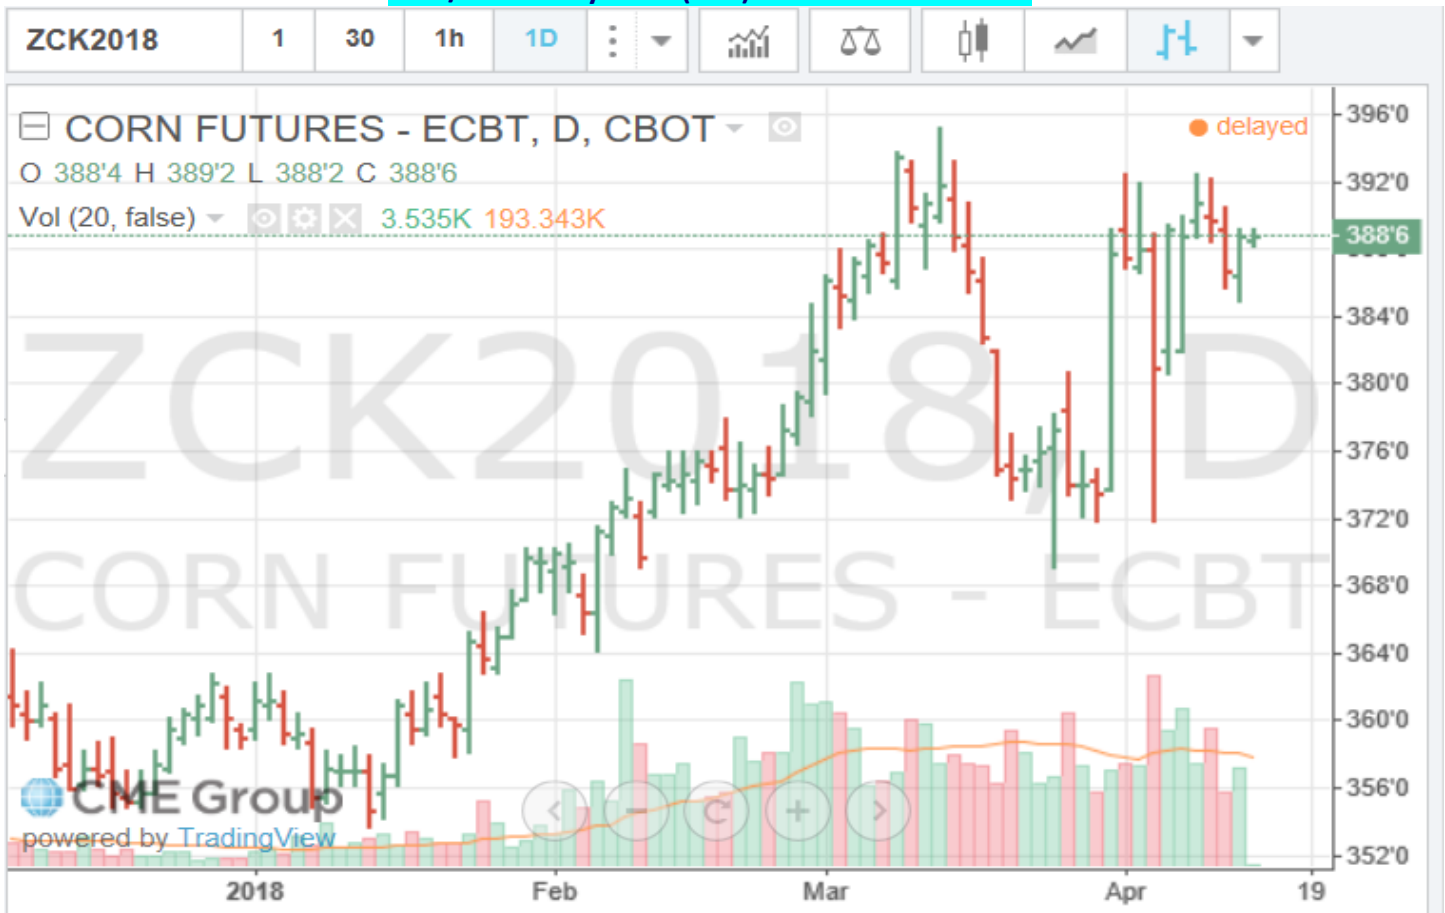 ZCK2018 1 30 1h 1D
CORN FUTURES - ECBT, D, CBOT
delayed
O 388'4 H 389'2 L 388'2 C 388'6
Vol (20, false) 3.535K 193.343K
396'0
392'0
388'6
384'0
380'0
376'0
372'0
368'0
364'0
360'0
356'0
352'0
ZCK2018, D
CORN FUTURES - ECBT
CME Group
powered by TradingView
2018 Feb Mar Apr 19